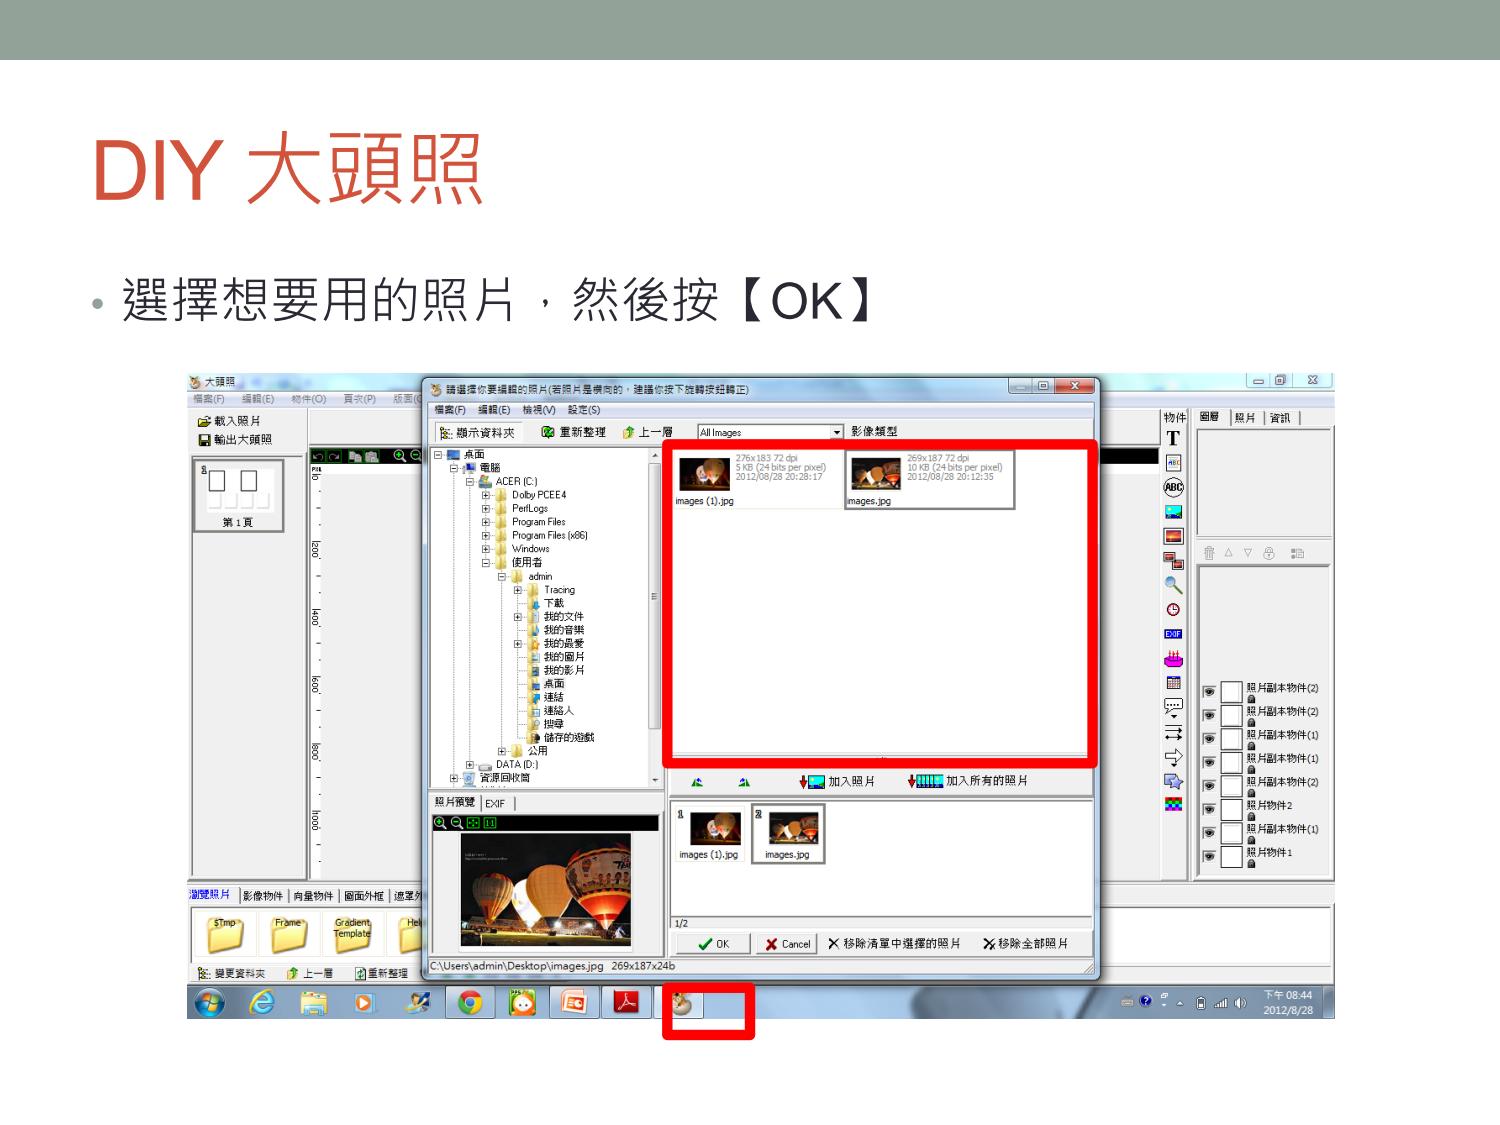 DIY 大頭照
• 選擇想要用的照片，然後按【OK】
大頭照
檔案(F) 編輯(E) 物件(O) 頁次(P)
載入照片
輸出大頭照
1
第 1 頁
請選擇你要編輯的照片(若照片是橫向的，建議你按下旋轉按鈕轉正)
檔案(F) 編輯(E) 檢視(V) 設定(S)
顯示資料夾 重新整理 上一層 All Images 影像類型
桌面
電腦
ACER (C:)
Dolby PCEE4
PerfLogs
Program Files
Program Files (x86)
Windows
使用者
admin
Tracing
下載
我的文件
我的音樂
我的最愛
我的圖片
我的影片
桌面
連結
連絡人
搜尋
儲存的遊戲
公用
DATA (D:)
資源回收筒
276x183 72 dpi
5 KB (24 bits per pixel)
2012/08/28 20:28:17
images (1).jpg
269x187 72 dpi
10 KB (24 bits per pixel)
2012/08/28 20:12:35
images.jpg
加入照片 加入所有的照片
照片預覽 EXIF
1:1
1
images (1).jpg
2
images.jpg
1/2
OK Cancel 移除清單中選擇的照片 移除全部照片
C:\Users\admin\Desktop\images.jpg 269x187x24b
物件
T
ABC
ABC
EXIF
圖層 照片 資訊
照片副本物件(2)
照片副本物件(2)
照片副本物件(1)
照片副本物件(1)
照片副本物件(2)
照片物件2
照片副本物件(1)
照片物件1
200
400
600
800
1000
瀏覽照片 影像物件 向量物件 圖面外框
$Tmp Frame Gradient Template
變更資料夾 上一層 重新整理
下午 08:44
2012/8/28